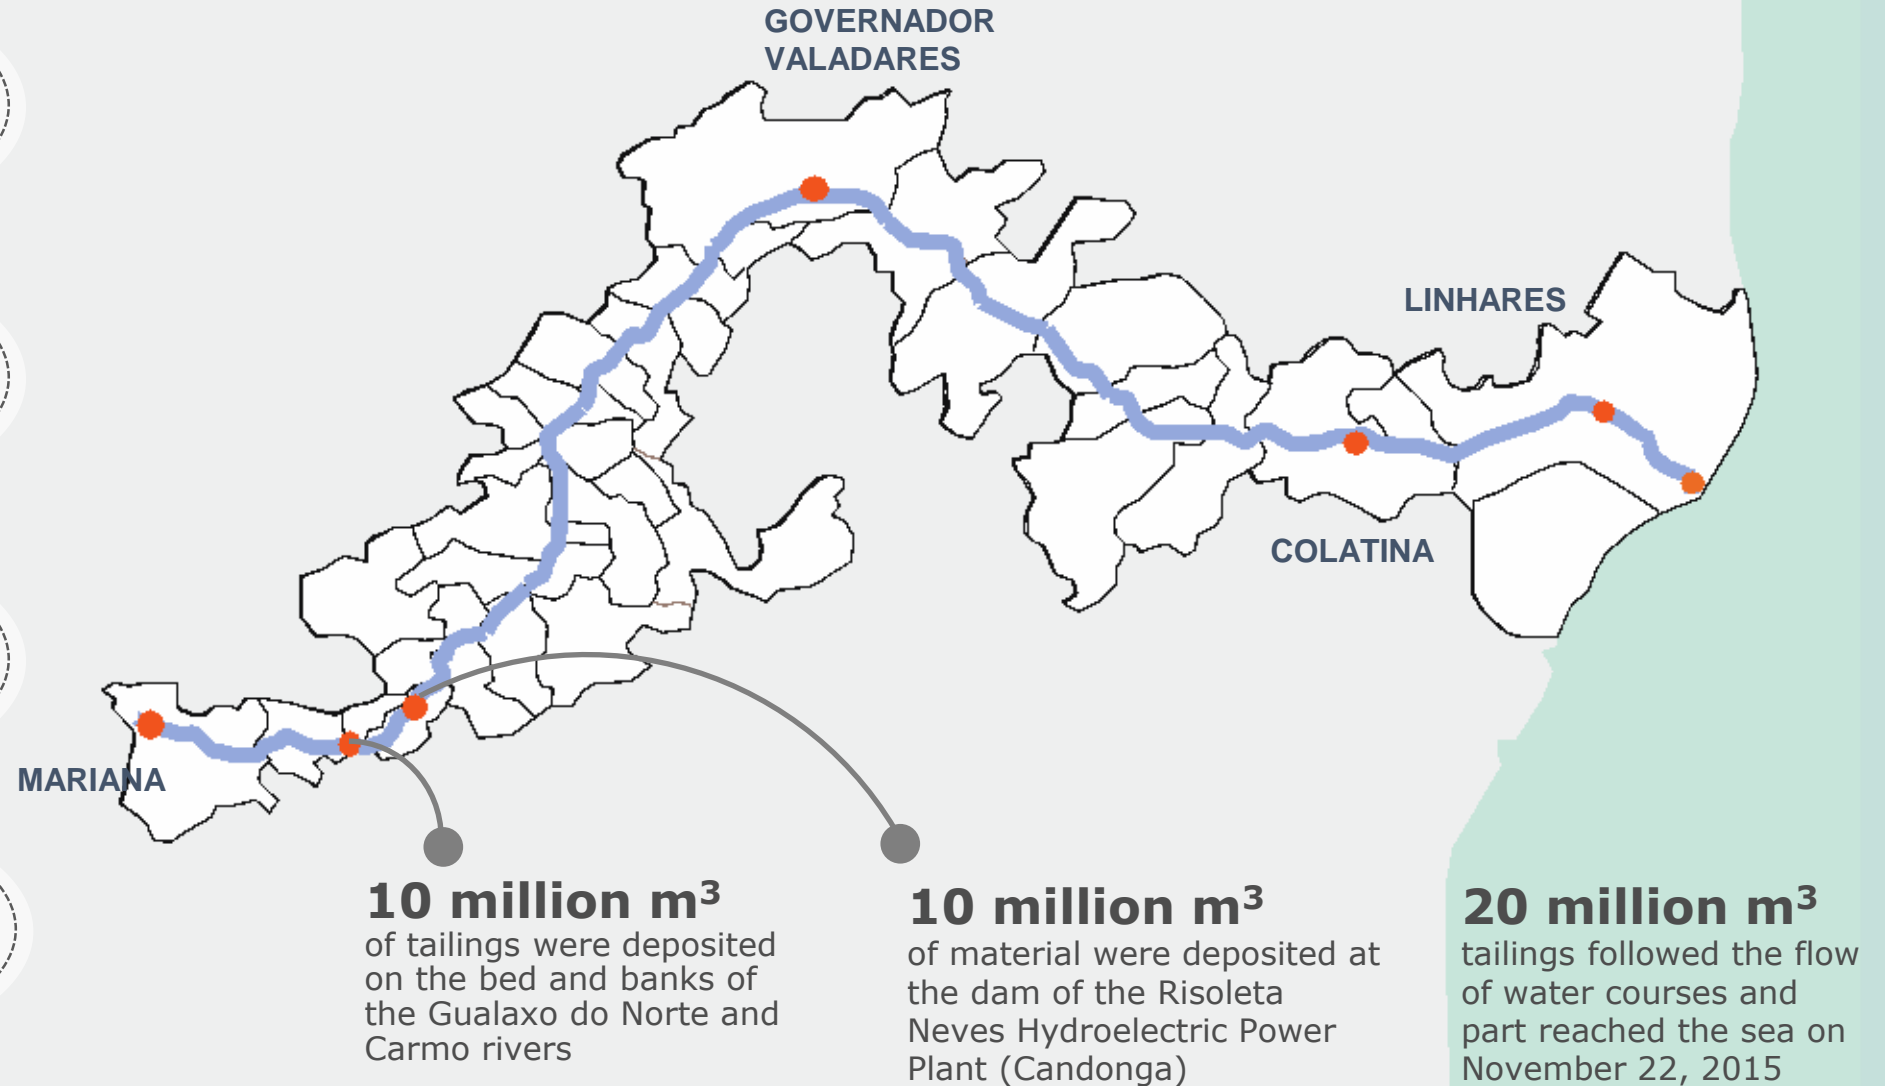 GOVERNADOR
VALADARES
LINHARES
COLATINA
MARIANA
10 million m³
of tailings were deposited
on the bed and banks of
the Gualaxo do Norte and
Carmo rivers
10 million m³
of material were deposited at
the dam of the Risoleta
Neves Hydroelectric Power
Plant (Candonga)
20 million m³
tailings followed the flow
of water courses and
part reached the sea on
November 22, 2015